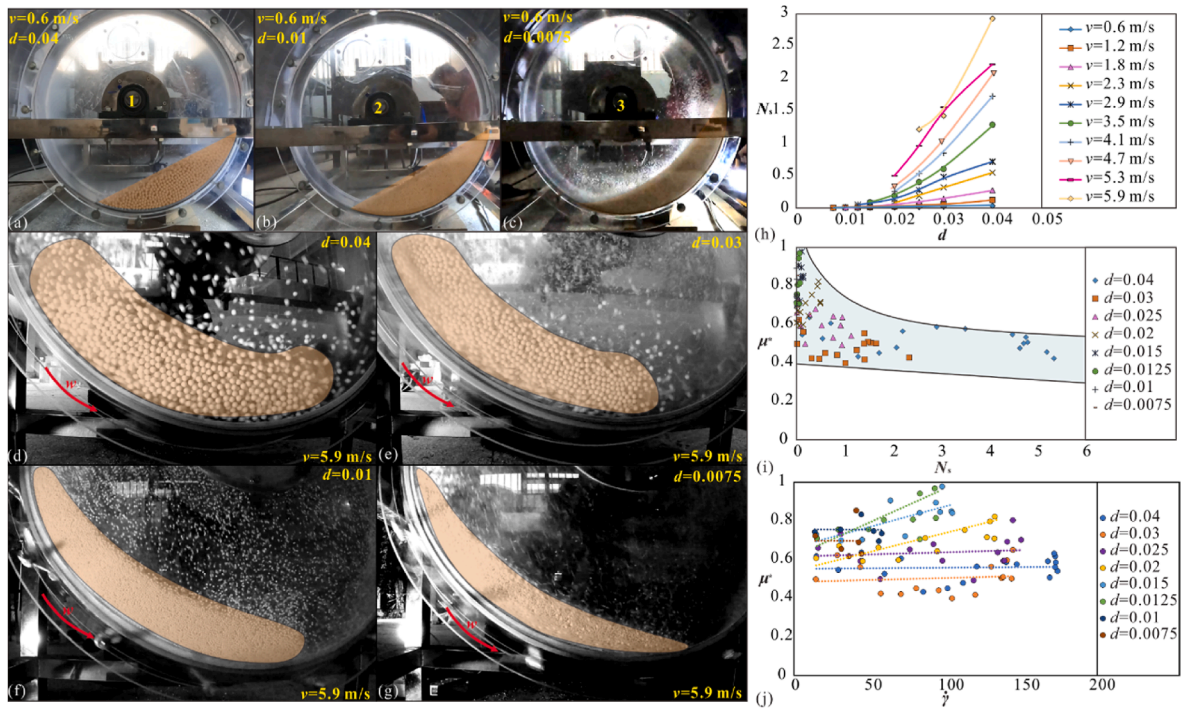 v=0.6 m/s
d=0.04
1
(a)
v=0.6 m/s
d=0.01
2
(b)
v=0.6 m/s
d=0.0075
3
(c)
d=0.04
w
(d)
v=5.9 m/s
d=0.03
w
(e)
v=5.9 m/s
d=0.01
w
(f)
v=5.9 m/s
d=0.0075
w
(g)
v=5.9 m/s
3
2.5
2
Nₛ1.5
1
0.5
0
0 0.01 0.02 0.03 0.04 0.05
d
(h)
v=0.6 m/s
v=1.2 m/s
v=1.8 m/s
v=2.3 m/s
v=2.9 m/s
v=3.5 m/s
v=4.1 m/s
v=4.7 m/s
v=5.3 m/s
v=5.9 m/s
1
0.8
0.6
0.4
0.2
0
0 1 2 3 4 5 6
Nₛ
(i)
d=0.04
d=0.03
d=0.025
d=0.02
d=0.015
d=0.0125
d=0.01
d=0.0075
1
0.8
0.6
0.4
0.2
0
0 50 100 150 200
γ̇
(j)
d=0.04
d=0.03
d=0.025
d=0.02
d=0.015
d=0.0125
d=0.01
d=0.0075